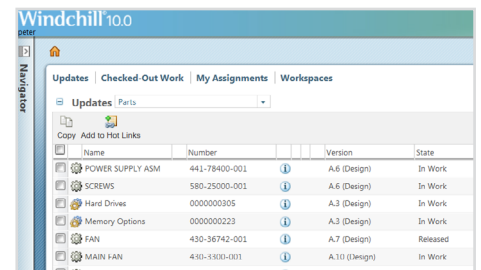 Windchill® 10.0
peter
Navigator
Updates Checked-Out Work My Assignments Workspaces
Updates Parts
Copy Add to Hot Links
Name Number Version State
POWER SUPPLY ASM 441-78400-001 A.6 (Design) In Work
SCREWS 580-25000-001 A.6 (Design) In Work
Hard Drives 0000000305 A.3 (Design) In Work
Memory Options 0000000223 A.3 (Design) In Work
FAN 430-36742-001 A.7 (Design) Released
MAIN FAN 430-3300-001 A.10 (Design) In Work